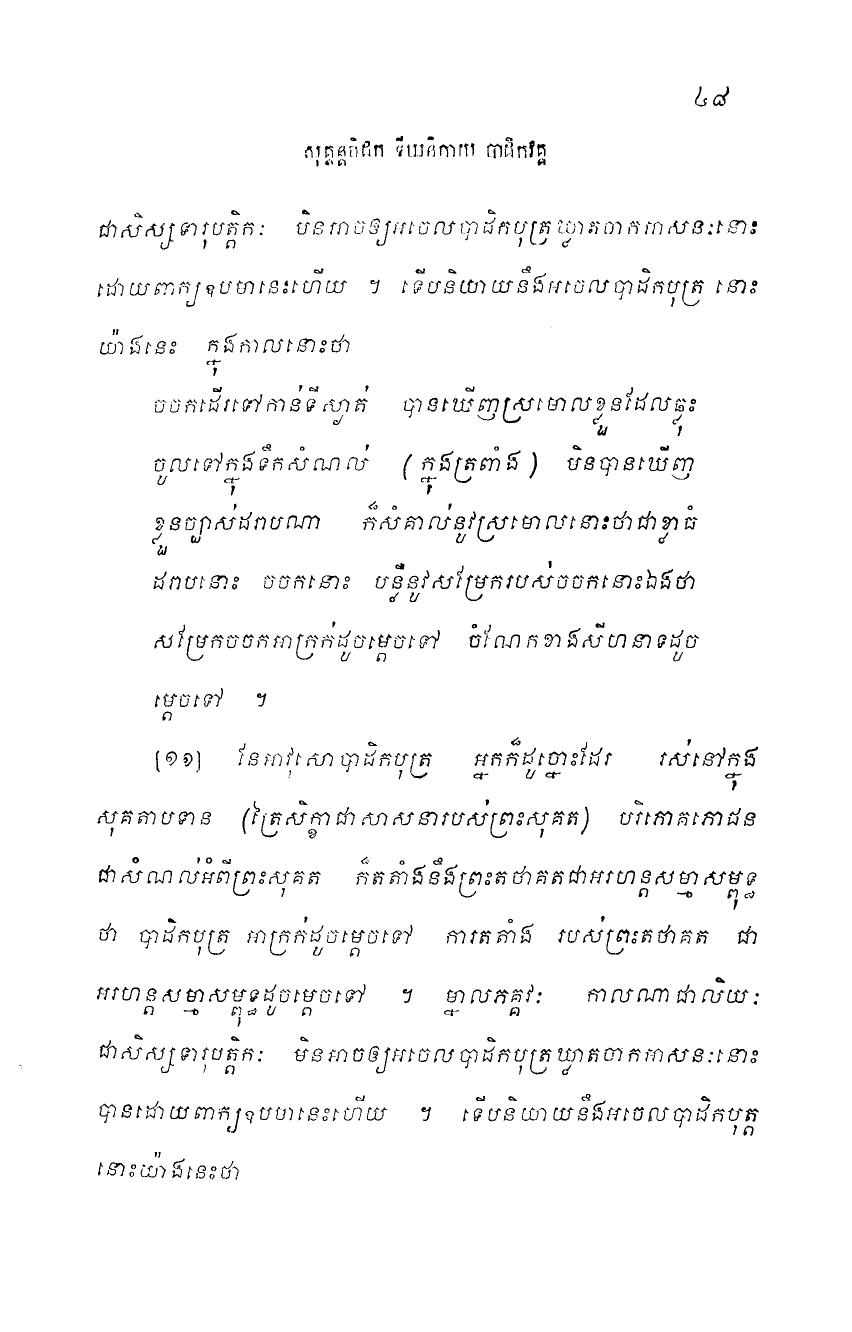 ៤៨
សុត្តន្តបិដក ទីឃនិកាយ បាដិកវគ្គ
ជាសិស្សទារុបត្តិកៈ មិនអាចឲ្យអចេលបាដិកបុត្រឃ្លាតចាកអាសនៈនោះ
ដោយពាក្យឧបមានេះហើយ ។ ទើបនិយាយនឹងអចេលបាដិកបុត្រ នោះ
យ៉ាងនេះ ក្នុងកាលនោះថា
ចចកដើរទៅកាន់ទីស្ងាត់ បានឃើញស្រមោលខ្លួនដែលធ្លុះ
ចូលទៅក្នុងទឹកសំណល់ (ក្នុងត្រពាំង) មិនបានឃើញ
ខ្លួនច្បាស់ដរាបណា ក៏សំគាល់នូវស្រមោលនោះថាជាខ្លាធំ
ដរាបនោះ ចចកនោះ បន្លឺនូវសម្រែករបស់ចចកនោះឯងថា
សម្រែកចចកអាក្រក់ដូចម្តេចទៅ ចំណែកខាងសីហនាទដូច
ម្តេចទៅ ។
[១១] នែអាវុសោបាដិកបុត្រ អ្នកក៏ដូច្នោះដែរ រស់នៅក្នុង
សុគតាបទាន (ត្រៃសិក្ខាជាសាសនារបស់ព្រះសុគត) បរិភោគភោជន
ជាសំណល់អំពីព្រះសុគត ក៏តតាំងនឹងព្រះតថាគតជាអរហន្តសម្មាសម្ពុទ្ធ
ថា បាដិកបុត្រ អាក្រក់ដូចម្តេចទៅ ការតតាំង របស់ព្រះតថាគត ជា
អរហន្តសម្មាសម្ពុទ្ធដូចម្តេចទៅ ។ ម្នាលភគ្គវៈ កាលណាជាលិយៈ
ជាសិស្សទារុបត្តិកៈ មិនអាចឲ្យអចេលបាដិកបុត្រឃ្លាតចាកអាសនៈនោះ
បានដោយពាក្យឧបមានេះហើយ ។ ទើបនិយាយនឹងអចេលបាដិកបុត្ត
នោះយ៉ាងនេះថា